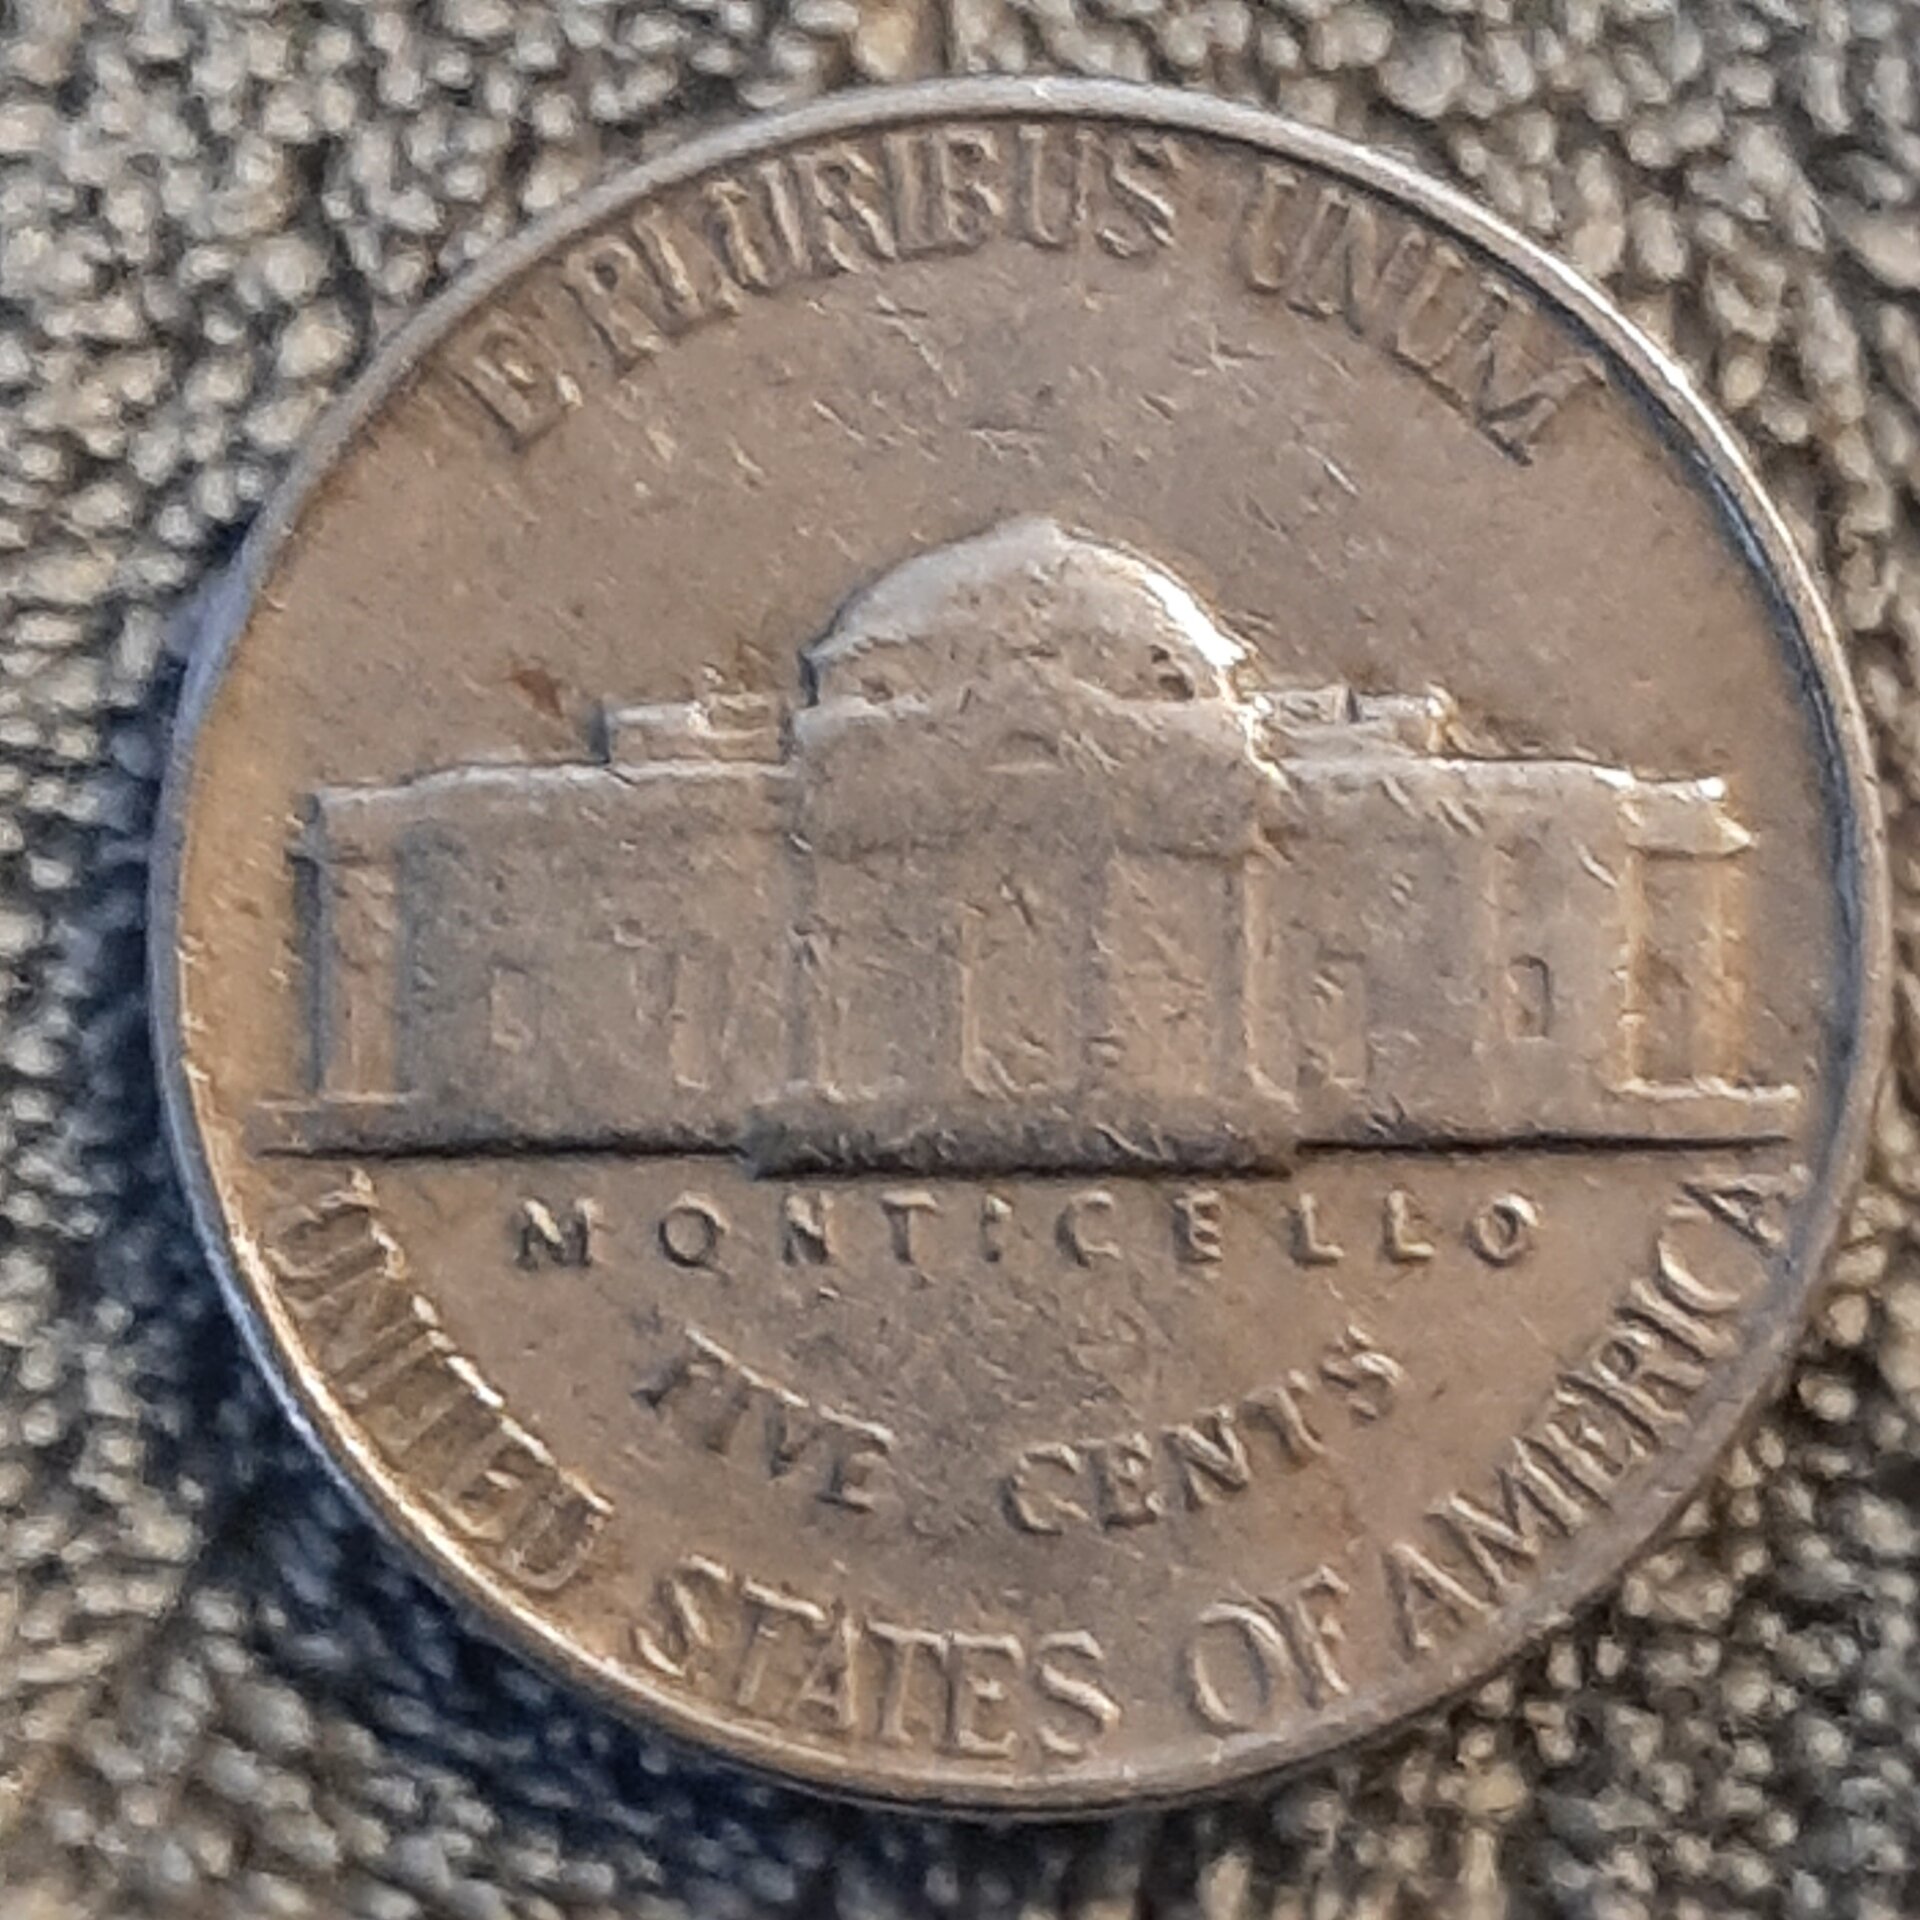 E PLURIBUS UNUM
MONTICELLO
FIVE CENTS
UNITED STATES OF AMERICA